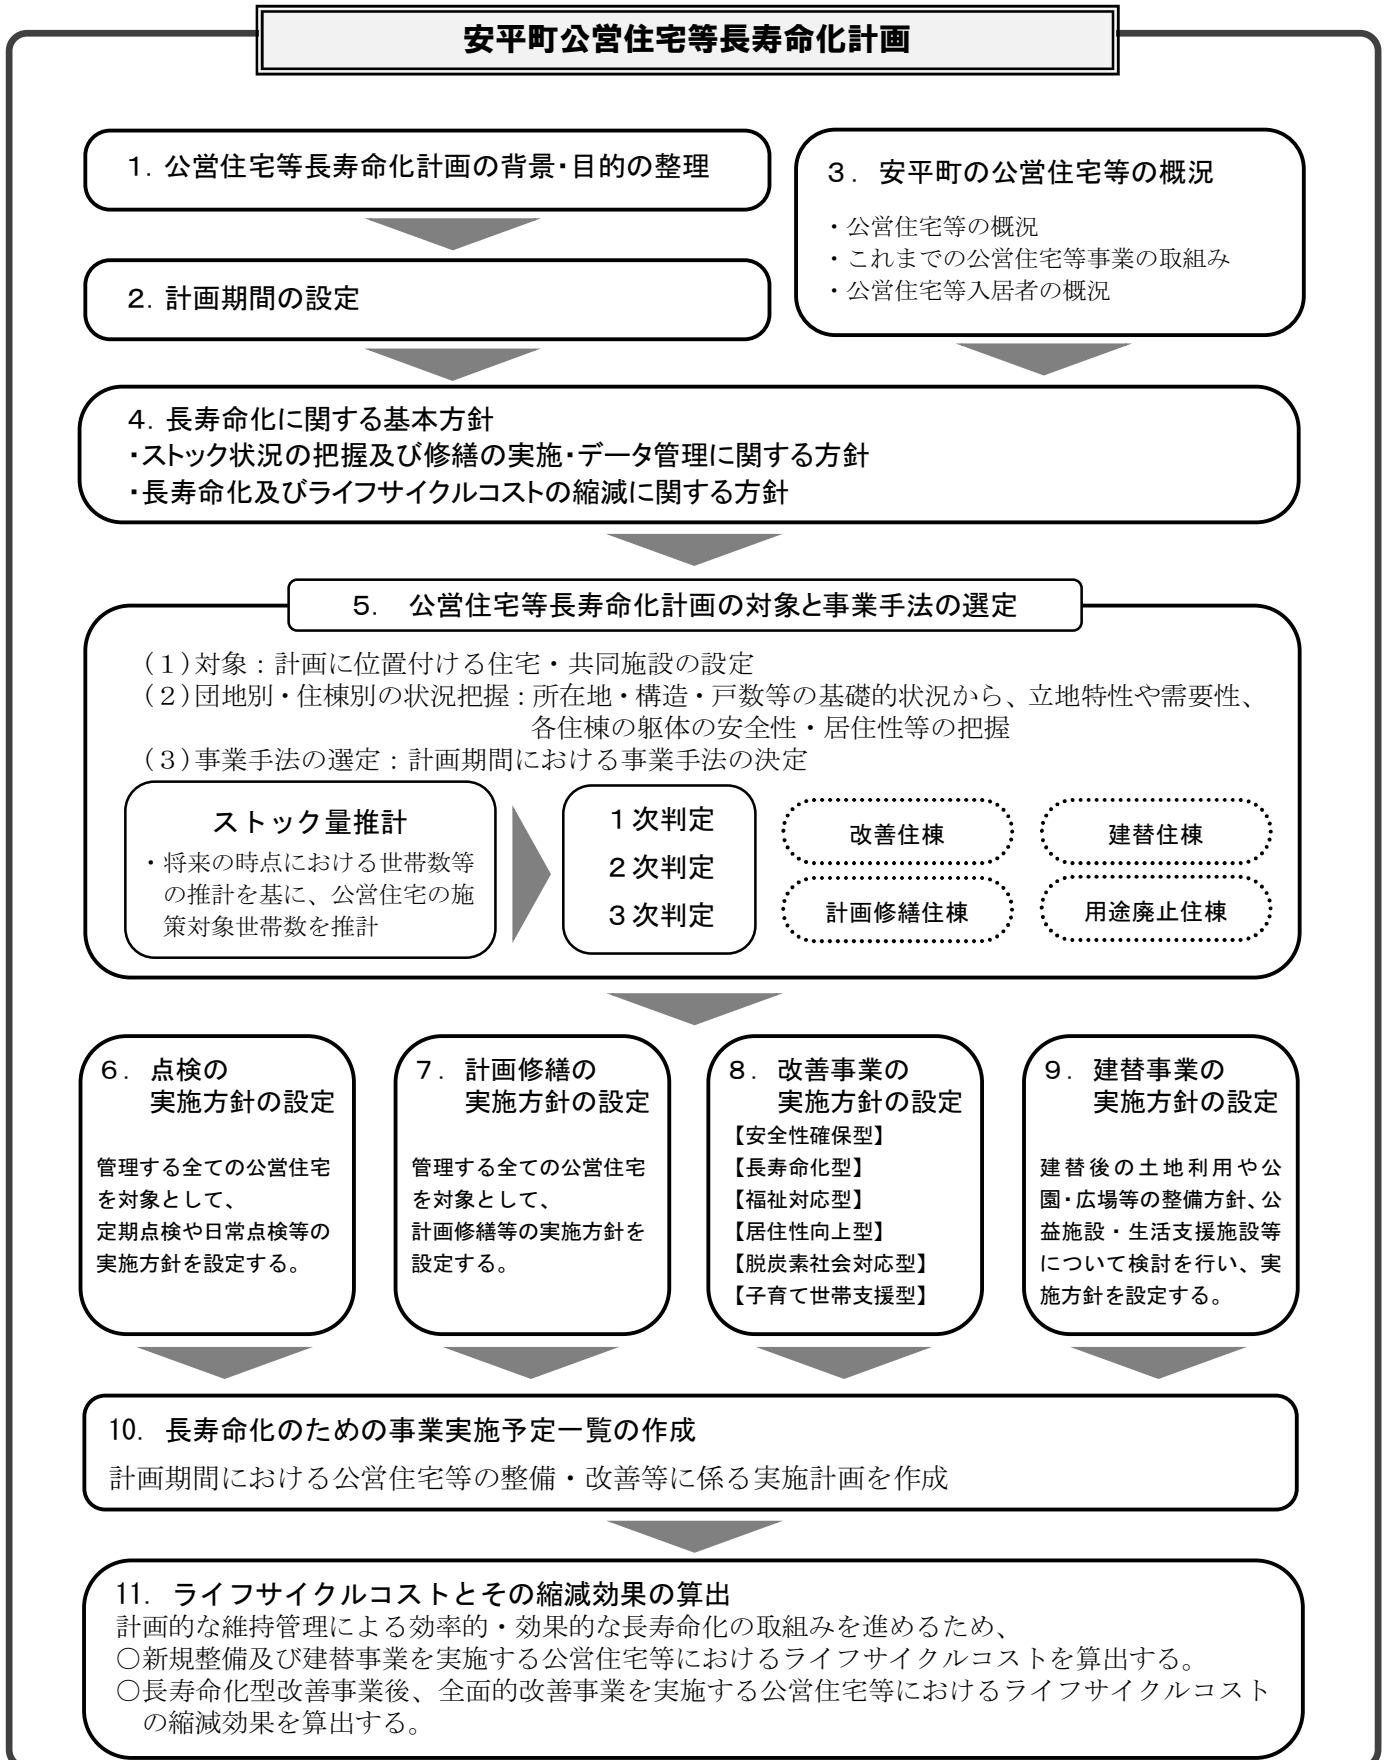 安平町公営住宅等長寿命化計画
1. 公営住宅等長寿命化計画の背景・目的の整理
2. 計画期間の設定
3. 安平町の公営住宅等の概況
・公営住宅等の概況
・これまでの公営住宅等事業の取組み
・公営住宅等入居者の概況
4. 長寿命化に関する基本方針
・ストック状況の把握及び修繕の実施・データ管理に関する方針
・長寿命化及びライフサイクルコストの縮減に関する方針
5. 公営住宅等長寿命化計画の対象と事業手法の選定
(1)対象：計画に位置付ける住宅・共同施設の設定
(2)団地別・住棟別の状況把握：所在地・構造・戸数等の基礎的状況から、立地特性や需要性、
各住棟の躯体の安全性・居住性等の把握
(3)事業手法の選定：計画期間における事業手法の決定
ストック量推計
・将来の時点における世帯数等
の推計を基に、公営住宅の施
策対象世帯数を推計
1次判定
2次判定
3次判定
改善住棟
建替住棟
計画修繕住棟
用途廃止住棟
6. 点検の
実施方針の設定
管理する全ての公営住宅
を対象として、
定期点検や日常点検等の
実施方針を設定する。
7. 計画修繕の
実施方針の設定
管理する全ての公営住宅
を対象として、
計画修繕等の実施方針を
設定する。
8. 改善事業の
実施方針の設定
【安全性確保型】
【長寿命化型】
【福祉対応型】
【居住性向上型】
【脱炭素社会対応型】
【子育て世帯支援型】
9. 建替事業の
実施方針の設定
建替後の土地利用や公
園・広場等の整備方針、公
益施設・生活支援施設等
について検討を行い、実
施方針を設定する。
10. 長寿命化のための事業実施予定一覧の作成
計画期間における公営住宅等の整備・改善等に係る実施計画を作成
11. ライフサイクルコストとその縮減効果の算出
計画的な維持管理による効率的・効果的な長寿命化の取組みを進めるため、
○新規整備及び建替事業を実施する公営住宅等におけるライフサイクルコストを算出する。
○長寿命化型改善事業後、全面的改善事業を実施する公営住宅等におけるライフサイクルコスト
の縮減効果を算出する。